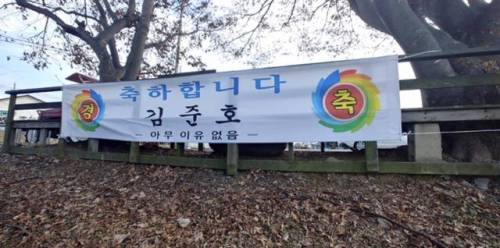 축하합니다
경 김준호 축
- 아무 이유 없음 -